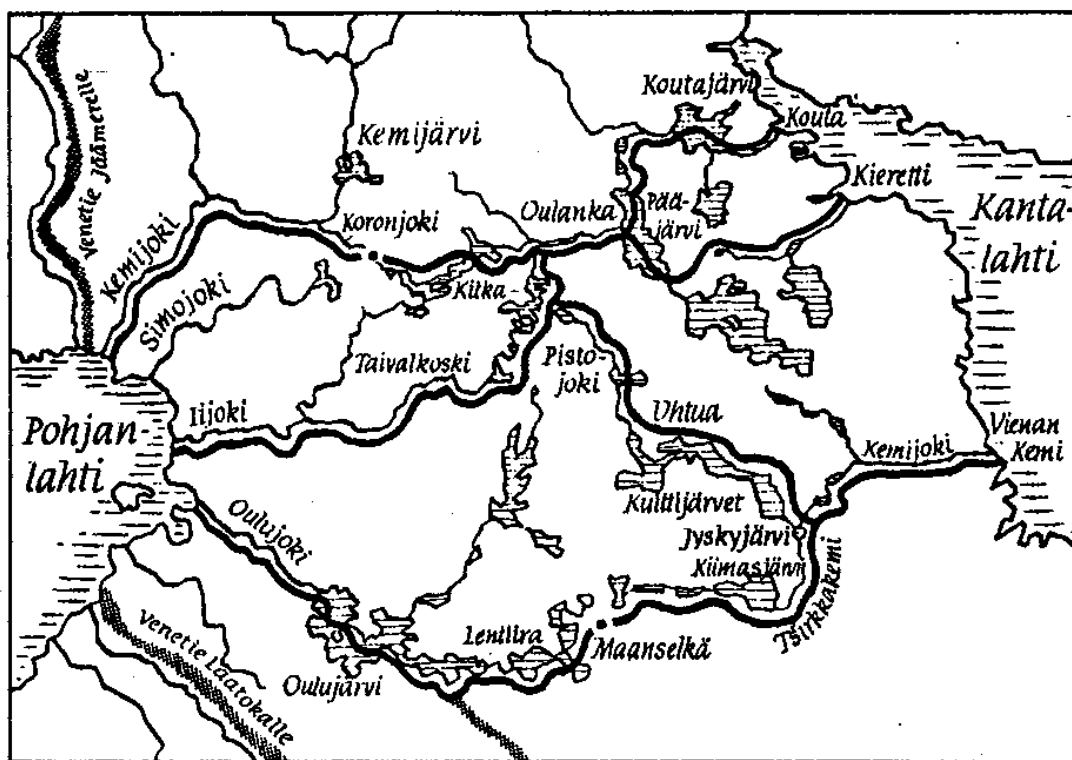 venetie jäämerelle
Kemijärvi
Koutajärvi
Koula
Kieretti
Kanta-
lahti
Kemijoki
Simojoki
Koronjoki
Oulanka
Pää-
järvi
Kitka
Taivalkoski
Pisto-
joki
Iijoki
Pohjan-
lahti
Uhtua
Kemijoki
Vienan
Kemi
Kuittijärvet
Jyskyjärvi
Kiimasjärvi
Tširkkakemi
Oulujoki
Lentiira
Maanselkä
Oulujärvi
venetie Laatokalle